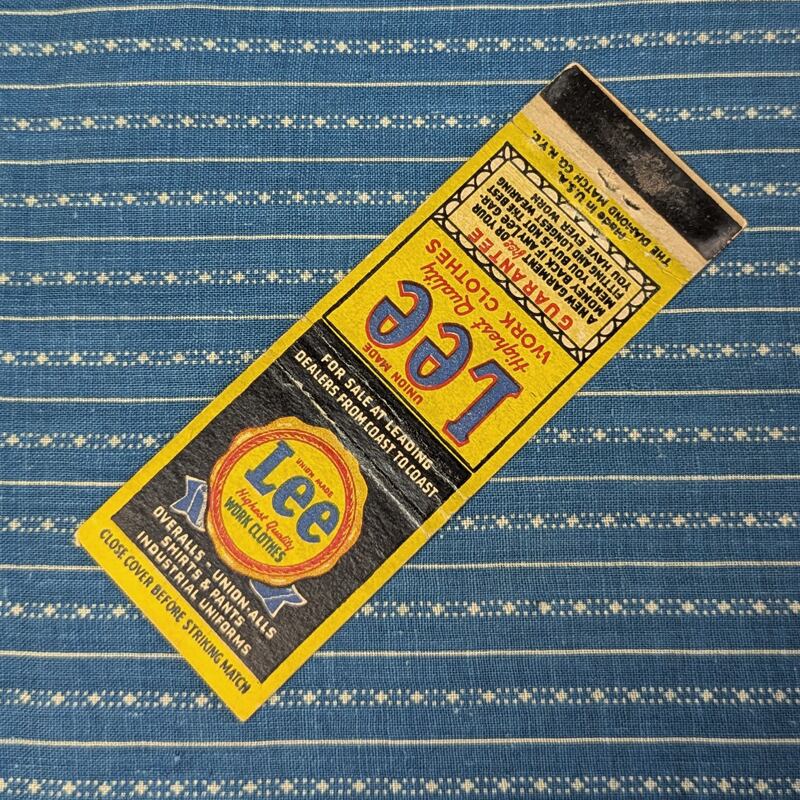 FOR SALE AT LEADING
DEALERS FROM COAST TO COAST
UNION MADE
Lee
Highest Quality
WORK CLOTHES
OVERALLS - UNION-ALLS
SHIRTS & PANTS
INDUSTRIAL UNIFORMS
CLOSE COVER BEFORE STRIKING MATCH
UNION MADE
Lee
Highest Quality
WORK CLOTHES
GUARANTEE
A NEW GARMENT free OR
MONEY BACK, IF ANY LEE GAR-
MENT YOU BUY IS NOT THE BEST
FITTING AND LONGEST WEARING
YOU HAVE EVER WORN
Made in U.S.A.
THE DIAMOND MATCH CO. N.Y.C.